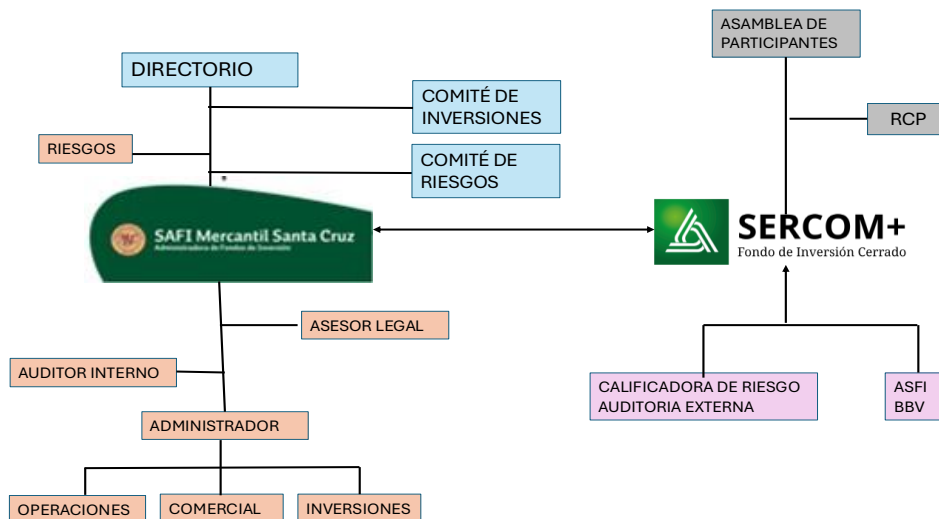 ASAMBLEA DE
PARTICIPANTES
DIRECTORIO
COMITÉ DE
INVERSIONES
RCP
RIESGOS
COMITÉ DE
RIESGOS
SAFI Mercantil Santa Cruz
Administradora de Fondos de Inversión
SERCOM+
Fondo de Inversión Cerrado
ASESOR LEGAL
AUDITOR INTERNO
CALIFICADORA DE RIESGO
AUDITORIA EXTERNA
ASFI
BBV
ADMINISTRADOR
OPERACIONES
COMERCIAL
INVERSIONES